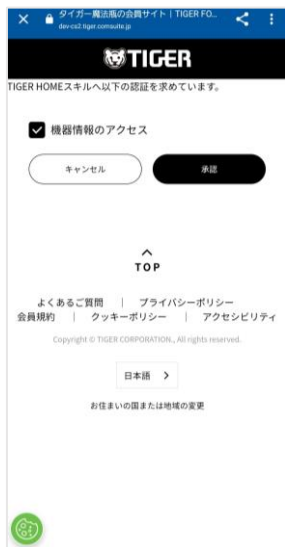 タイガー魔法瓶の会員サイト | TIGER FO...
dev-cs2.tiger.comsuite.jp
TIGER
TIGER HOMEスキルへ以下の認証を求めています。
機器情報のアクセス
キャンセル
承認
TOP
よくあるご質問 | プライバシーポリシー
会員規約 | クッキーポリシー | アクセシビリティ
Copyright © TIGER CORPORATION., All rights reserved.
日本語
お住まいの国または地域の変更